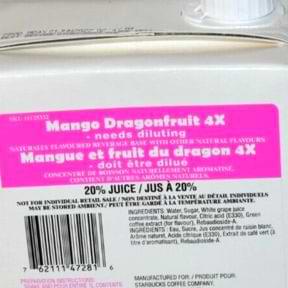 Mango Dragonfruit 4X
- needs diluting
NATURALLY FLAVOURED BEVERAGE BASE WITH OTHER NATURAL FLAVOURS
Mangue et fruit du dragon 4X
- doit être dilué
CONCENTRÉ DE BOISSON NATURELLEMENT AROMATISÉ,
CONTIENT D'AUTRES ARÔMES NATURELS
20% JUICE / JUS À 20%
NOT FOR INDIVIDUAL RETAIL SALE / NON DESTINÉ À LA VENTE AU DÉTAIL INDIVIDUELS
MAY BE STORED AMBIENT / PEUT ÊTRE GARDÉ À LA TEMPÉRATURE AMBIANTE
INGREDIENTS: Water, Sugar, White grape juice
concentrate, Natural flavour, Citric acid (E330), Green
coffee extract (for flavour), Rebaudioside-A.
INGRÉDIENTS : Eau, Sucre, Jus concentré de raisin blanc,
Arôme naturel, Acide citrique (E330), Extrait de café vert (à
titre d'aromatisant), Rebaudioside-A.
7 62111 47281 6
PREPARATION INSTRUCTIONS:
MANUFACTURED FOR: / PRODUIT POUR:
STARBUCKS COFFEE COMPANY,